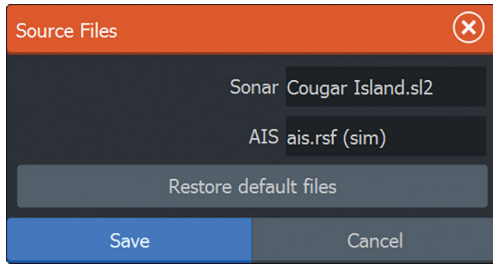 Source Files
Sonar Cougar Island.sl2
AIS ais.rsf (sim)
Restore default files
Save Cancel